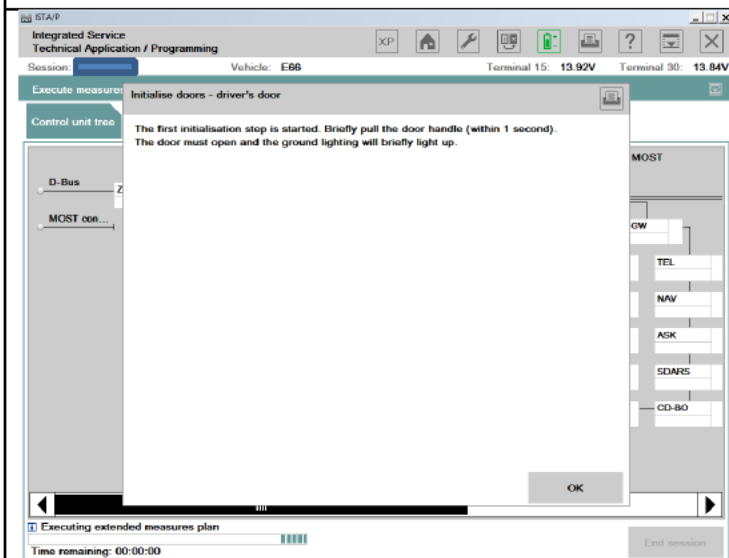 ISTA/P
Integrated Service
Technical Application / Programming
XP
?
Session:
Vehicle: E66
Terminal 15: 13.92V
Terminal 30: 13.84V
Execute measures
Initialise doors - driver's door
Control unit tree
The first initialisation step is started. Briefly pull the door handle (within 1 second).
The door must open and the ground lighting will briefly light up.
MOST
D-Bus
Z
MOST con...
GW
TEL
NAV
ASK
SDARS
CD-BO
OK
Executing extended measures plan
Time remaining: 00:00:00
End session